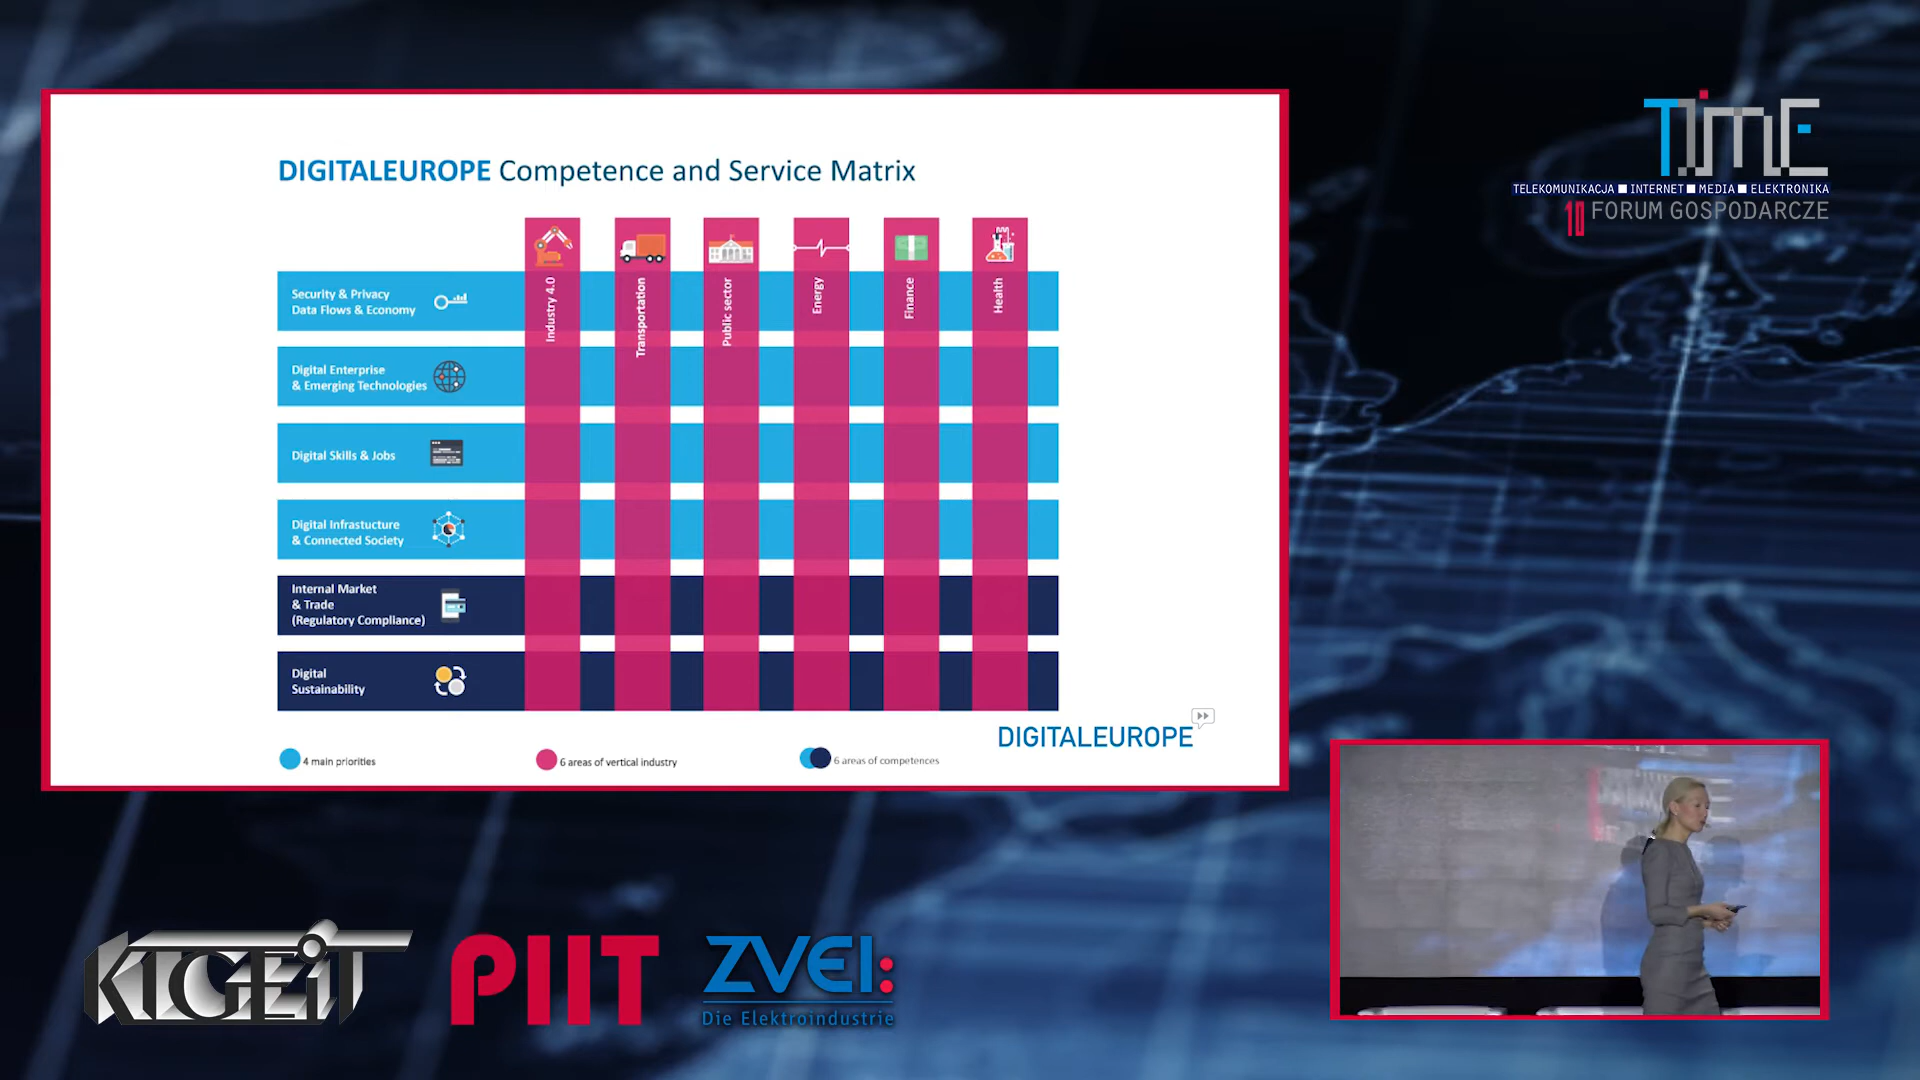 DIGITALEUROPE Competence and Service Matrix
Industry 4.0
Transportation
Public sector
Energy
Finance
Health
Security & Privacy
Data Flows & Economy
Digital Enterprise
& Emerging Technologies
Digital Skills & Jobs
Digital Infrastucture
& Connected Society
Internal Market
& Trade
(Regulatory Compliance)
Digital
Sustainability
4 main priorities
6 areas of vertical industry
6 areas of competences
DIGITALEUROPE
TIME
TELEKOMUNIKACJA ■ INTERNET ■ MEDIA ■ ELEKTRONIKA
10 FORUM GOSPODARCZE
KIGEiT
PIIT
ZVEI:
Die Elektroindustrie